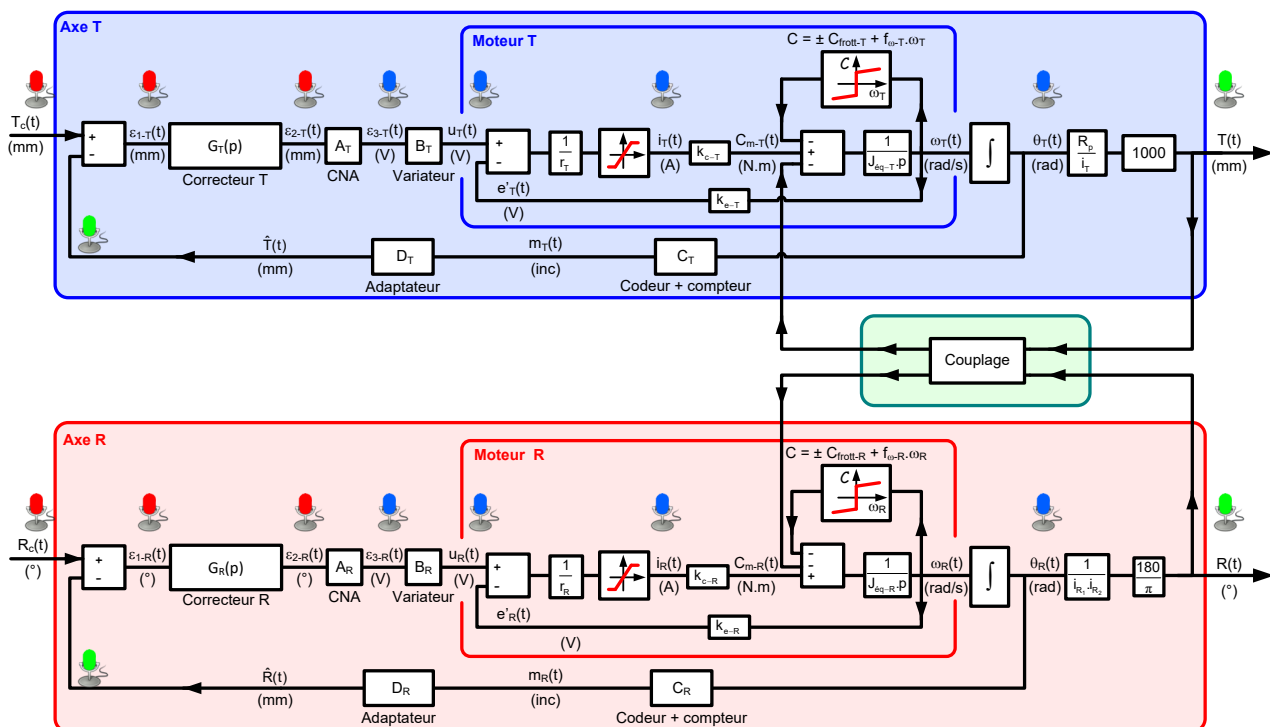 Axe T
Moteur T
C = ± Cfrott-T + fω-T.ωT
C
ωT
Tc(t)
(mm)
+
-
ε1-T(t)
(mm)
GT(p)
Correcteur T
ε2-T(t)
(mm)
AT
CNA
ε3-T(t)
(V)
BT
Variateur
uT(t)
(V)
+
-
1
rT
iT(t)
(A)
kc-T
Cm-T(t)
(N.m)
-
+
-
1
Jéq-T.p
ωT(t)
(rad/s)
∫
θT(t)
(rad)
Rp
iT
1000
T(t)
(mm)
e'T(t)
(V)
ke-T
T̂(t)
(mm)
DT
Adaptateur
mT(t)
(inc)
CT
Codeur + compteur
Couplage
Axe R
Moteur R
C = ± Cfrott-R + fω-R.ωR
C
ωR
Rc(t)
(°)
+
-
ε1-R(t)
(°)
GR(p)
Correcteur R
ε2-R(t)
(°)
AR
CNA
ε3-R(t)
(V)
BR
Variateur
uR(t)
(V)
+
-
1
rR
iR(t)
(A)
kc-R
Cm-R(t)
(N.m)
-
-
+
1
Jéq-R.p
ωR(t)
(rad/s)
∫
θR(t)
(rad)
1
iR1.iR2
180
π
R(t)
(°)
e'R(t)
(V)
ke-R
R̂(t)
(mm)
DR
Adaptateur
mR(t)
(inc)
CR
Codeur + compteur